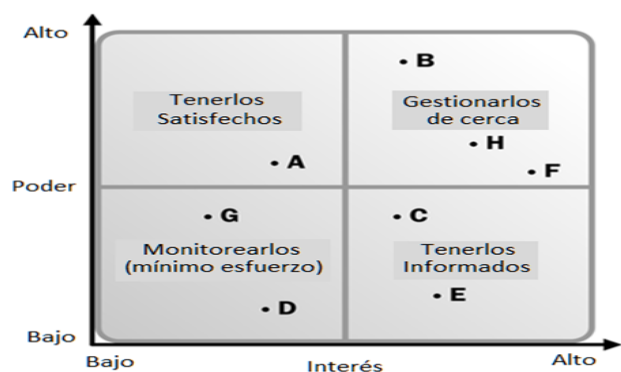 Alto
B
Tenerlos
Satisfechos
Gestionarlos
de cerca
H
A
F
Poder
G
C
Monitorearlos
(mínimo esfuerzo)
Tenerlos
Informados
E
D
Bajo
Bajo
Interés
Alto